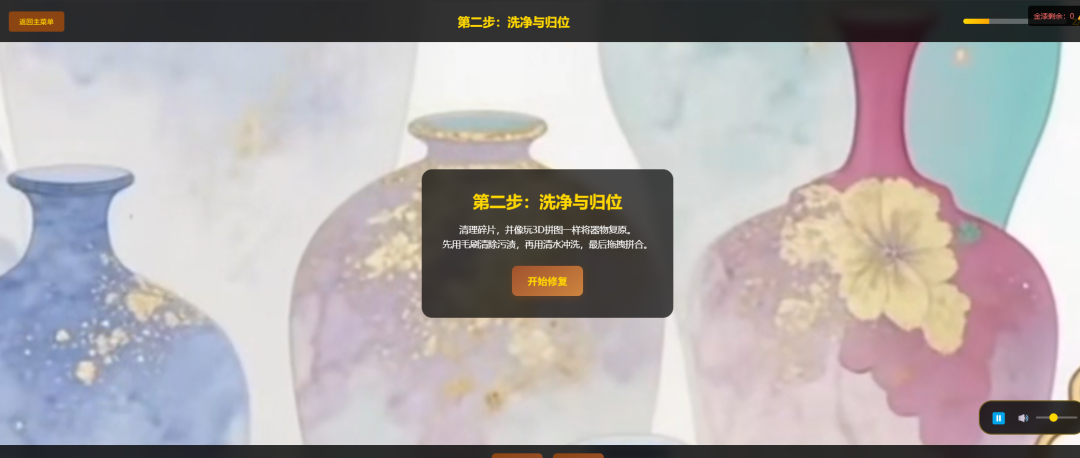 返回主菜单
第二步：洗净与归位
金漆剩余：0
第二步：洗净与归位
清理碎片，并像玩3D拼图一样将器物复原。
先用毛刷清除污渍，再用清水冲洗，最后拖拽拼合。
开始修复